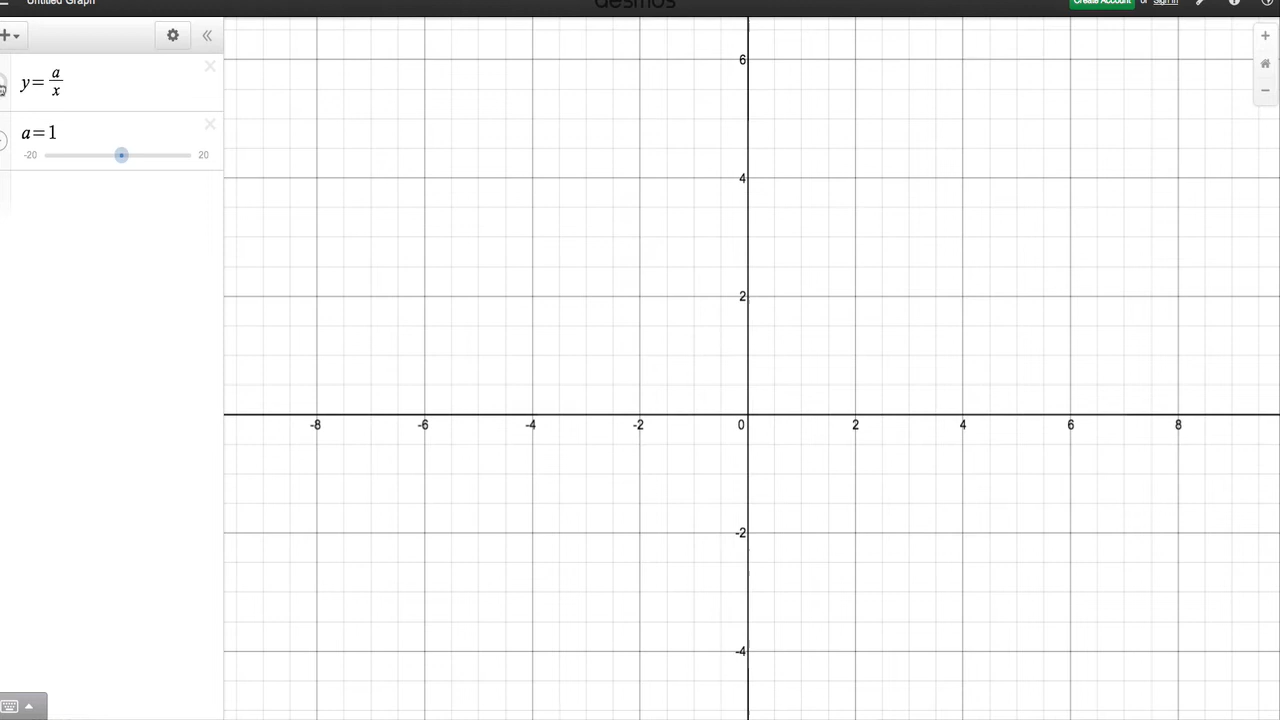 Untitled Graph
desmos
Create Account or Sign In
y = a/x
a = 1
-20 20
6
4
2
-8 -6 -4 -2 0 2 4 6 8
-2
-4